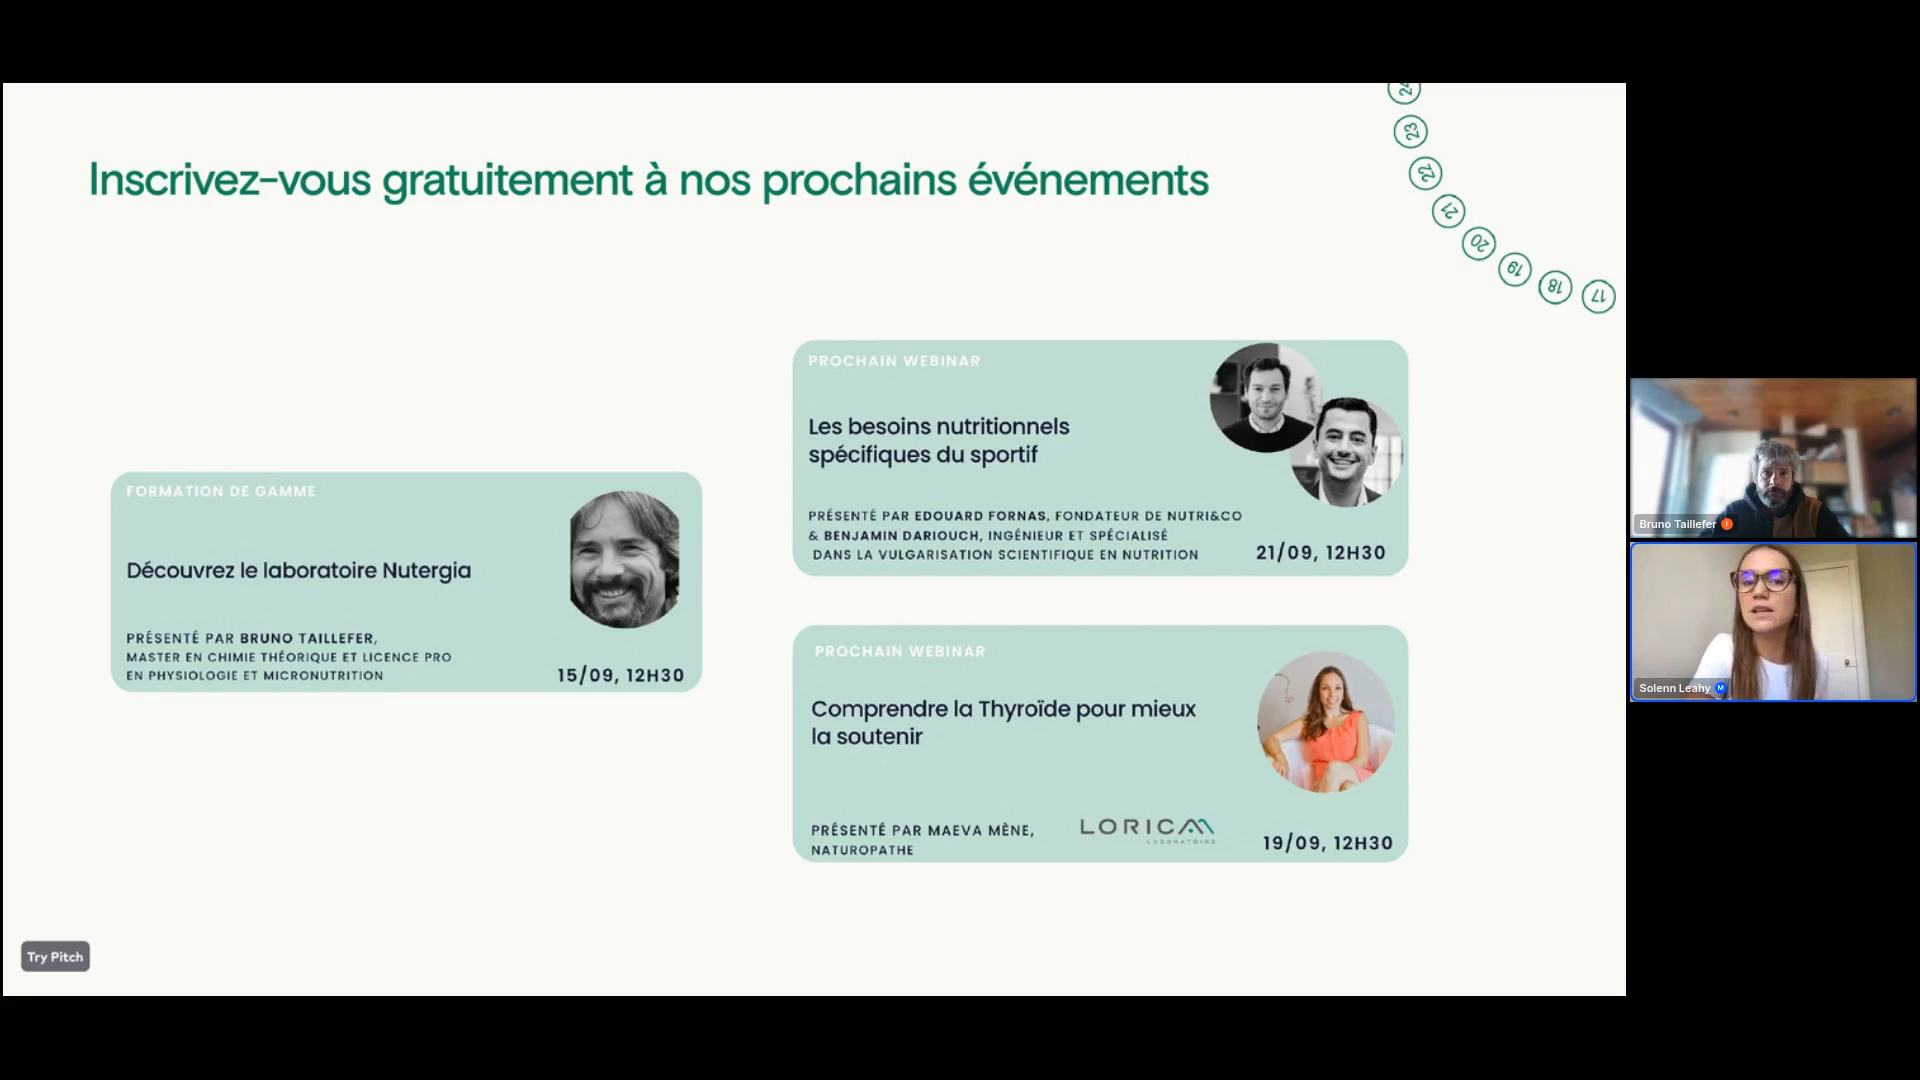 Inscrivez-vous gratuitement à nos prochains événements
24
23
22
21
20
19
18
17
FORMATION DE GAMME
Découvrez le laboratoire Nutergia
PRÉSENTÉ PAR BRUNO TAILLEFER,
MASTER EN CHIMIE THÉORIQUE ET LICENCE PRO
EN PHYSIOLOGIE ET MICRONUTRITION
15/09, 12H30
PROCHAIN WEBINAR
Les besoins nutritionnels
spécifiques du sportif
PRÉSENTÉ PAR EDOUARD FORNAS, FONDATEUR DE NUTRI&CO
& BENJAMIN DARIOUCH, INGÉNIEUR ET SPÉCIALISÉ
DANS LA VULGARISATION SCIENTIFIQUE EN NUTRITION
21/09, 12H30
PROCHAIN WEBINAR
Comprendre la Thyroïde pour mieux
la soutenir
PRÉSENTÉ PAR MAEVA MÈNE,
NATUROPATHE
LORICA
LABORATOIRE
19/09, 12H30
Try Pitch
Bruno Taillefer
Solenn Leahy M